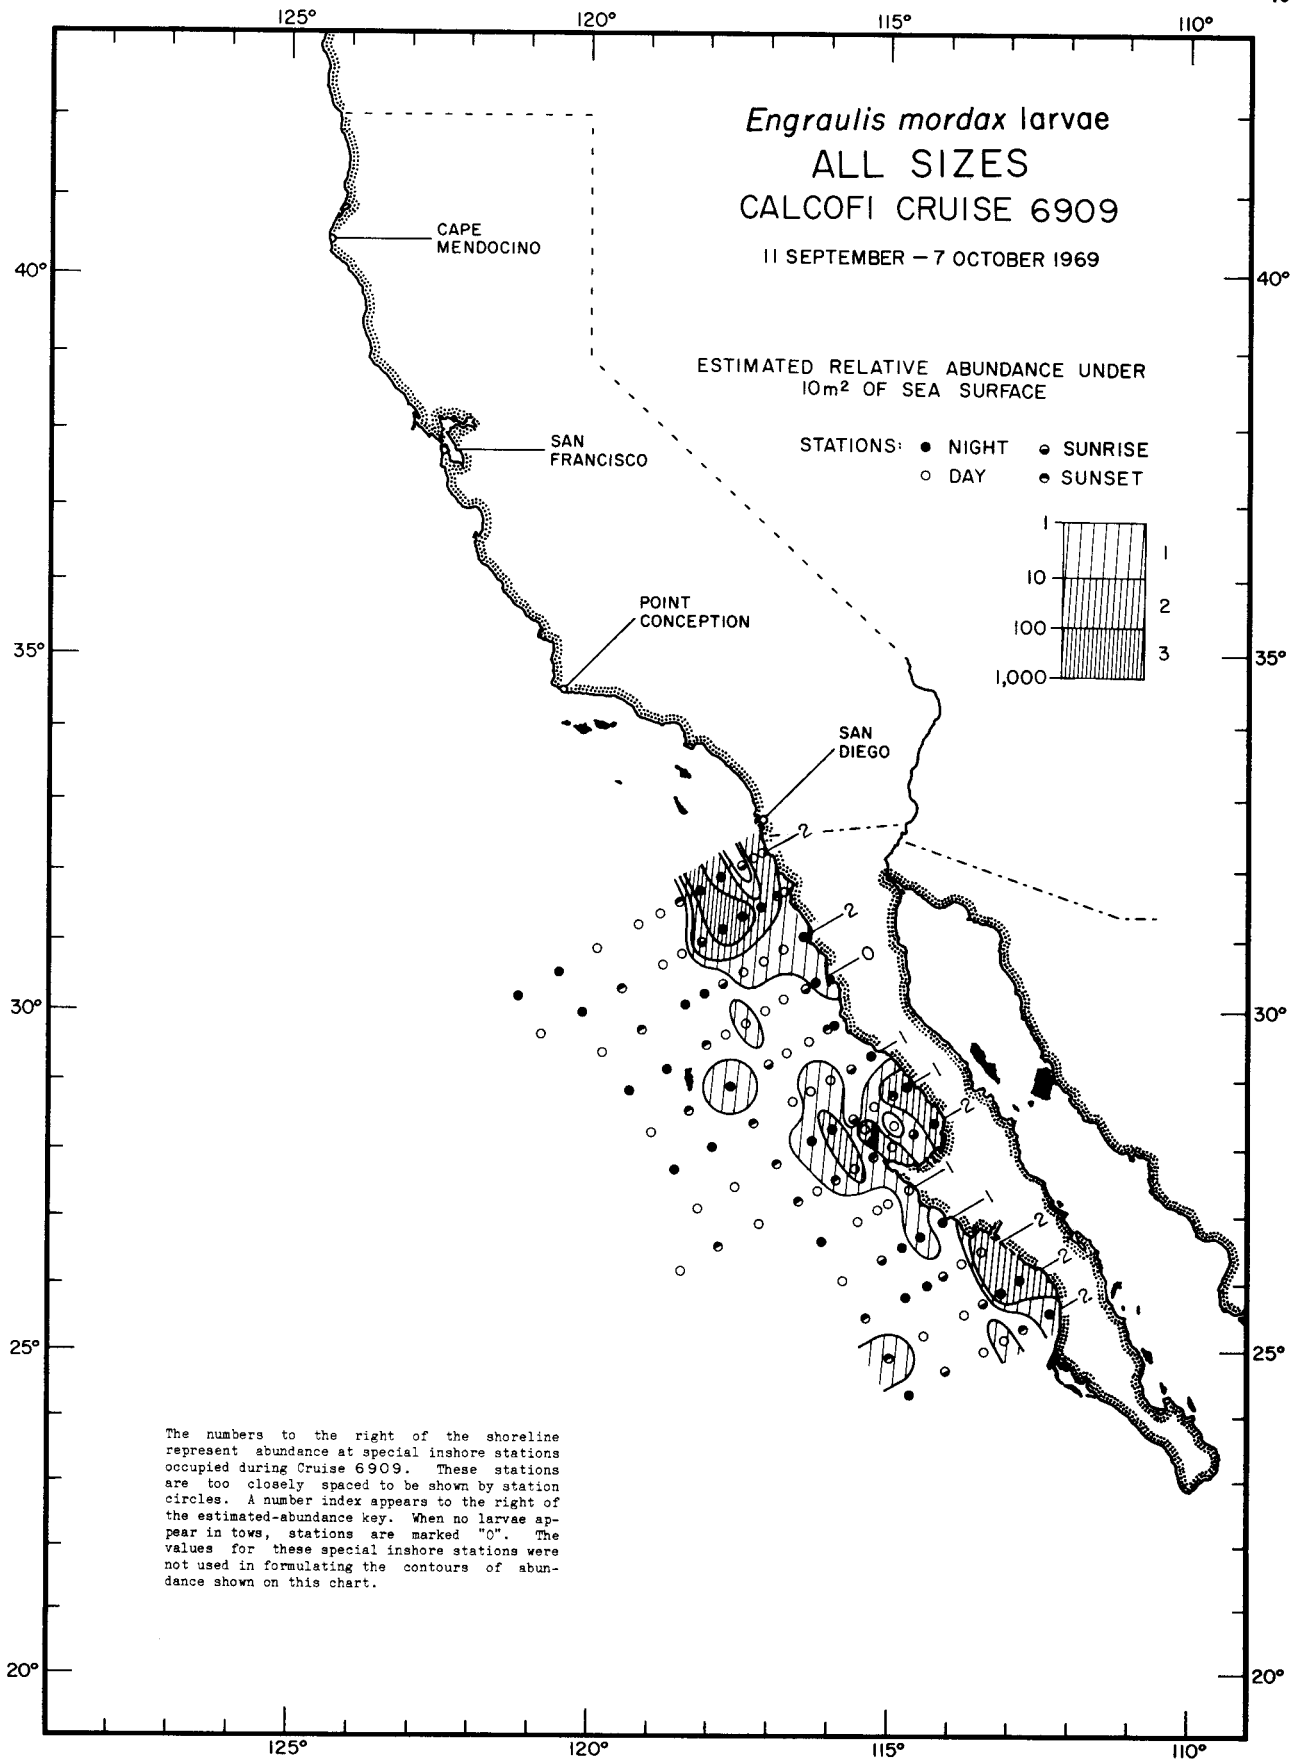 125° 120° 115° 110°
Engraulis mordax larvae
ALL SIZES
CALCOFI CRUISE 6909
11 SEPTEMBER – 7 OCTOBER 1969
CAPE
MENDOCINO
40° 40°
ESTIMATED RELATIVE ABUNDANCE UNDER
10m² OF SEA SURFACE
STATIONS: ● NIGHT SUNRISE
○ DAY SUNSET
SAN
FRANCISCO
1
1
10
2
100
3
1,000
POINT
CONCEPTION
35° 35°
SAN
DIEGO
2
2
0
30° 30°
1
1
2
1
1
2
2
2
25° 25°
The numbers to the right of the shoreline
represent abundance at special inshore stations
occupied during Cruise 6909. These stations
are too closely spaced to be shown by station
circles. A number index appears to the right of
the estimated-abundance key. When no larvae ap-
pear in tows, stations are marked "0". The
values for these special inshore stations were
not used in formulating the contours of abun-
dance shown on this chart.
20° 20°
125° 120° 115° 110°